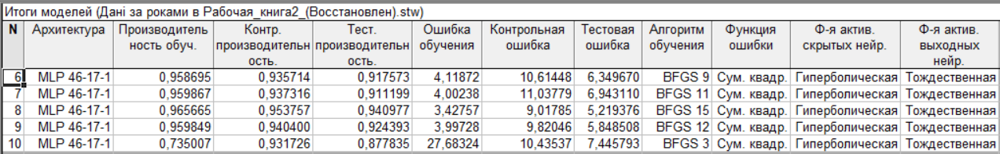 Итоги моделей (Дані за роками в Рабочая_книга2_(Восстановлен).stw)
N Архитектура Производитель Контр. Тест. Ошибка Контрольная Тестовая Алгоритм Функция Ф-я актив. Ф-я актив.
ность обуч. производительн производительн обучения ошибка ошибка обучения ошибки скрытых нейр. выходных
ость. ость. нейр.
6 MLP 46-17-1 0,958695 0,935714 0,917573 4,11872 10,61448 6,349670 BFGS 9 Сум. квадр. Гиперболическая Тождественная
7 MLP 46-17-1 0,959867 0,937316 0,911199 4,00238 11,03779 6,943110 BFGS 11 Сум. квадр. Гиперболическая Тождественная
8 MLP 46-17-1 0,965665 0,953757 0,940977 3,42757 9,01785 5,219376 BFGS 15 Сум. квадр. Гиперболическая Тождественная
9 MLP 46-17-1 0,959849 0,940400 0,924393 3,99728 9,82046 5,848508 BFGS 12 Сум. квадр. Гиперболическая Тождественная
10 MLP 46-17-1 0,735007 0,931726 0,877835 27,68324 10,43537 7,445793 BFGS 3 Сум. квадр. Гиперболическая Тождественная